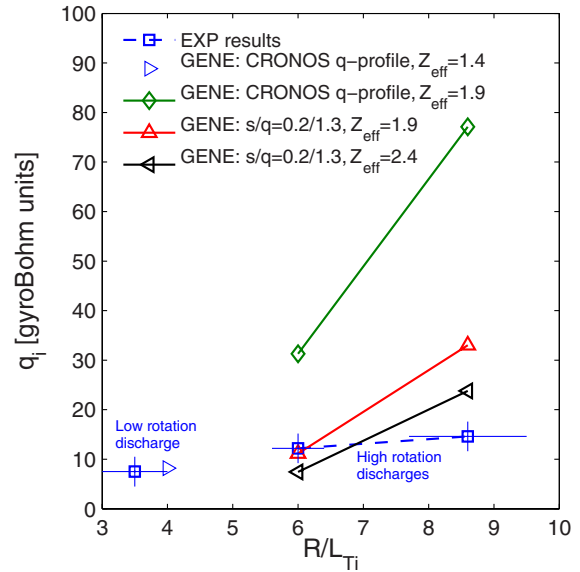 EXP results
GENE: CRONOS q−profile, Z_eff=1.4
GENE: CRONOS q−profile, Z_eff=1.9
GENE: s/q=0.2/1.3, Z_eff=1.9
GENE: s/q=0.2/1.3, Z_eff=2.4
q_i [gyroBohm units]
100
90
80
70
60
50
40
30
20
10
0
Low rotation
discharge
High rotation
discharges
3 4 5 6 7 8 9 10
R/L_Ti